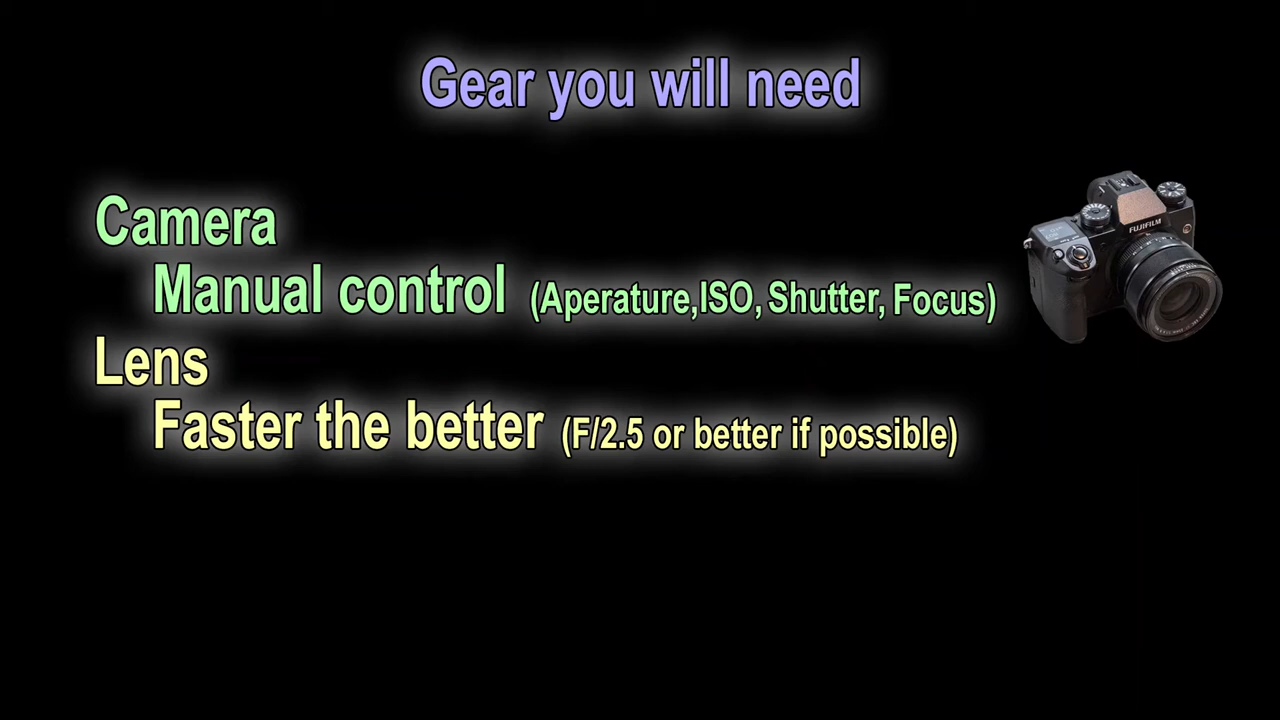 Gear you will need
Camera
Manual control (Aperature,ISO, Shutter, Focus)
FUJIFILM
Lens
Faster the better (F/2.5 or better if possible)